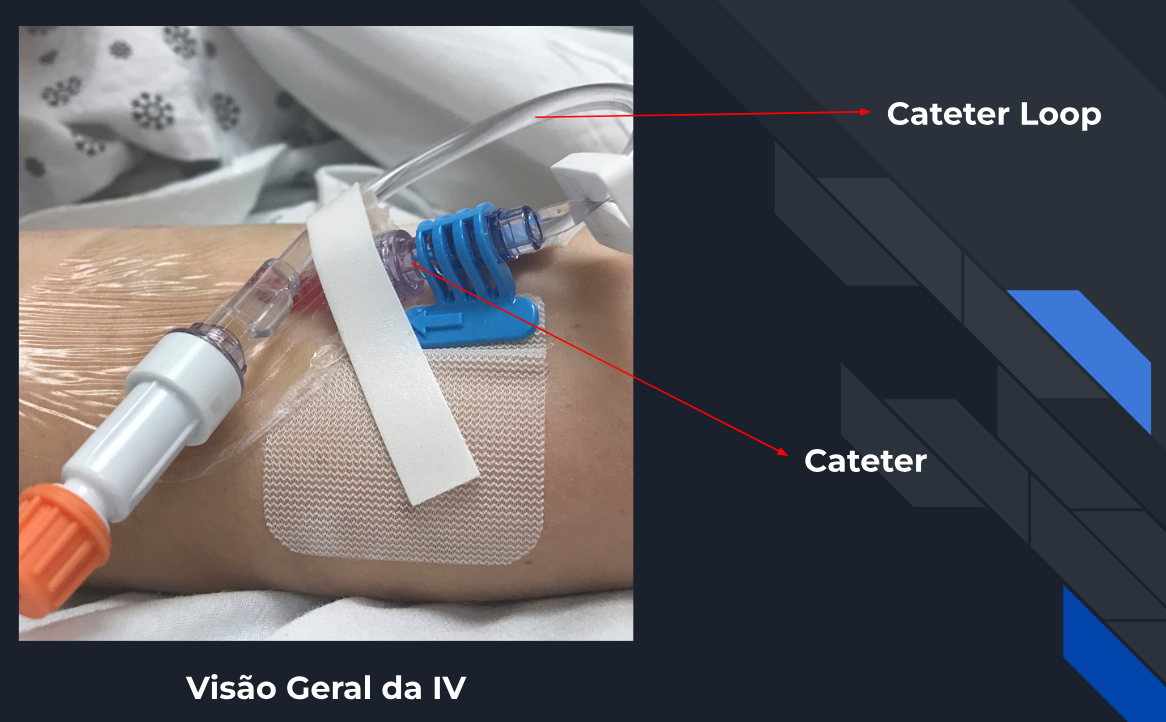 Cateter Loop
Cateter
Visão Geral da IV